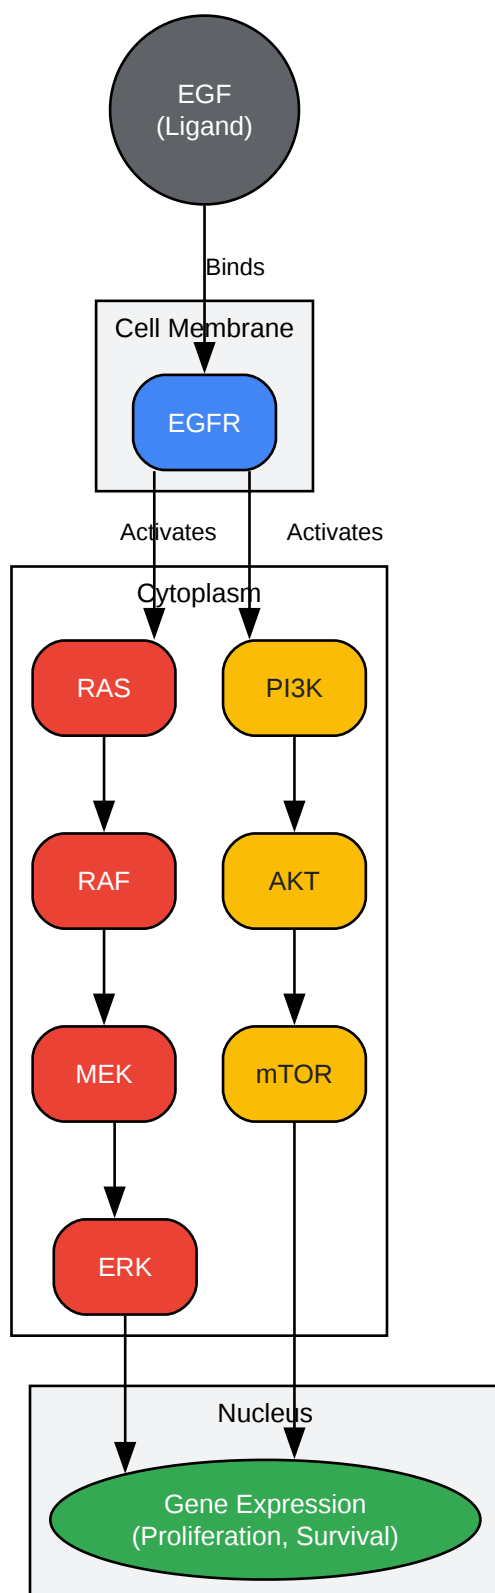 EGF
(Ligand)
Binds
Cell Membrane
EGFR
Activates
Activates
Cytoplasm
RAS
PI3K
RAF
AKT
MEK
mTOR
ERK
Nucleus
Gene Expression
(Proliferation, Survival)